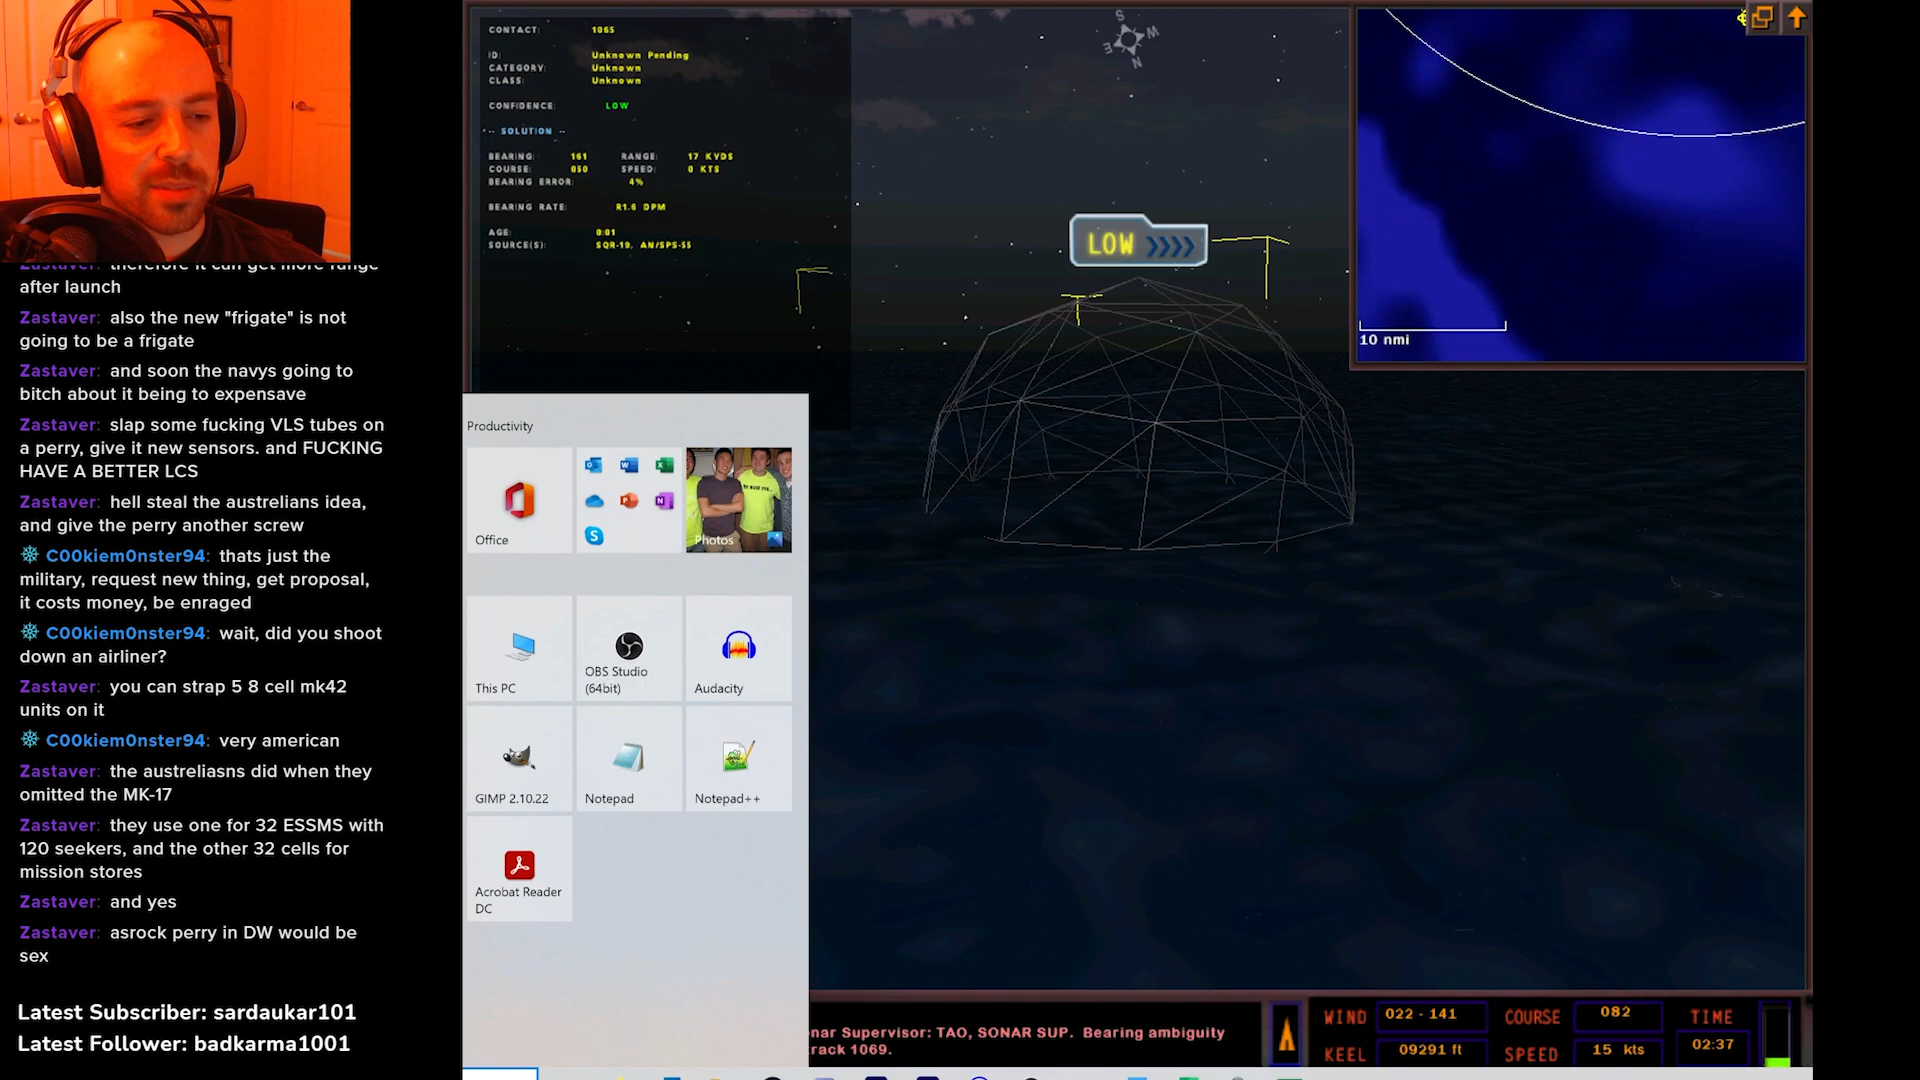 Zastaver: therefore it can get more range
after launch
Zastaver: also the new "frigate" is not
going to be a frigate
Zastaver: and soon the navys going to
bitch about it being to expensave
Zastaver: slap some fucking VLS tubes on
a perry, give it new sensors. and FUCKING
HAVE A BETTER LCS
Zastaver: hell steal the austrelians idea,
and give the perry another screw
C00kiem0nster94: thats just the
military, request new thing, get proposal,
it costs money, be enraged
C00kiem0nster94: wait, did you shoot
down an airliner?
Zastaver: you can strap 5 8 cell mk42
units on it
C00kiem0nster94: very american
Zastaver: the austreliasns did when they
omitted the MK-17
Zastaver: they use one for 32 ESSMS with
120 seekers, and the other 32 cells for
mission stores
Zastaver: and yes
Zastaver: asrock perry in DW would be
sex
Latest Subscriber: sardaukar101
Latest Follower: badkarma1001
CONTACT: 1065
ID: Unknown Pending
CATEGORY: Unknown
CLASS: Unknown
CONFIDENCE: LOW
-- SOLUTION --
BEARING: 161 RANGE: 17 KYDS
COURSE: 050 SPEED: 0 KTS
BEARING ERROR: 4%
BEARING RATE: R1.6 DPM
AGE: 0:01
SOURCE(S): SQR-19, AN/SPS-55
S
W
E
N
LOW
10 nmi
Productivity
Office
Photos
This PC
OBS Studio
(64bit)
Audacity
GIMP 2.10.22
Notepad
Notepad++
Acrobat Reader
DC
nar Supervisor: TAO, SONAR SUP. Bearing ambiguity
rack 1069.
WIND 022 - 141 COURSE 082 TIME
KEEL 09291 ft SPEED 15 kts 02:37